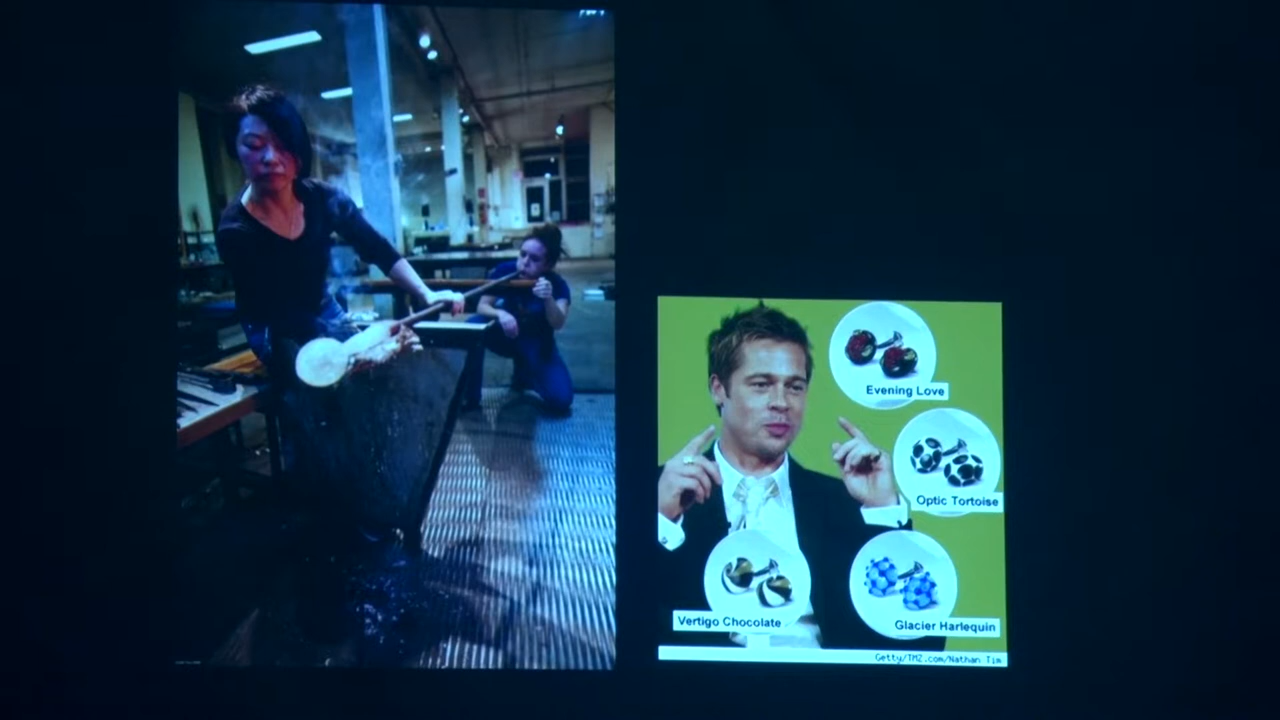 Evening Love
Optic Tortoise
Vertigo Chocolate
Glacier Harlequin
Getty/TMZ.com/Nathan Tim